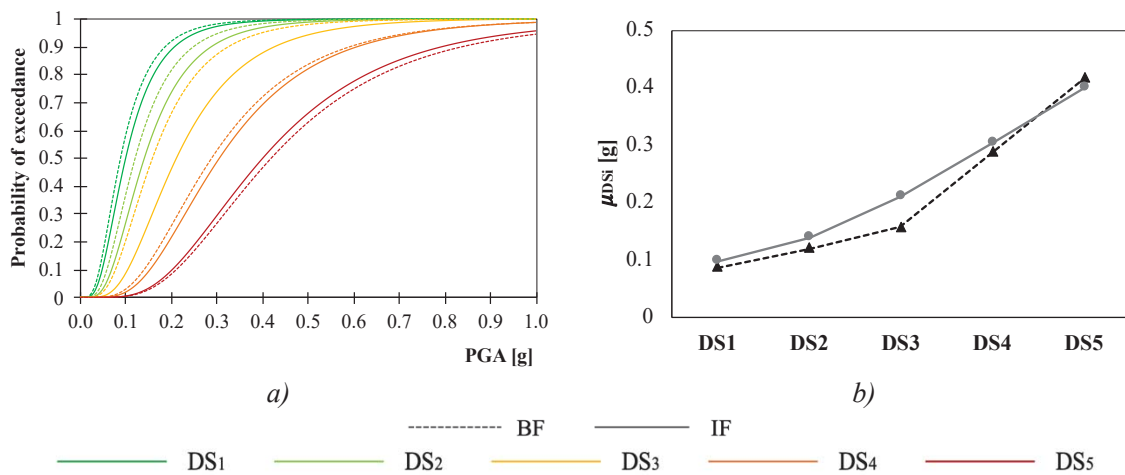 Probability of exceedance
1
0.9
0.8
0.7
0.6
0.5
0.4
0.3
0.2
0.1
0
0.0 0.1 0.2 0.3 0.4 0.5 0.6 0.7 0.8 0.9 1.0
PGA [g]
a)
μDSi [g]
0.5
0.4
0.3
0.2
0.1
0
DS1 DS2 DS3 DS4 DS5
b)
BF IF
DS1 DS2 DS3 DS4 DS5